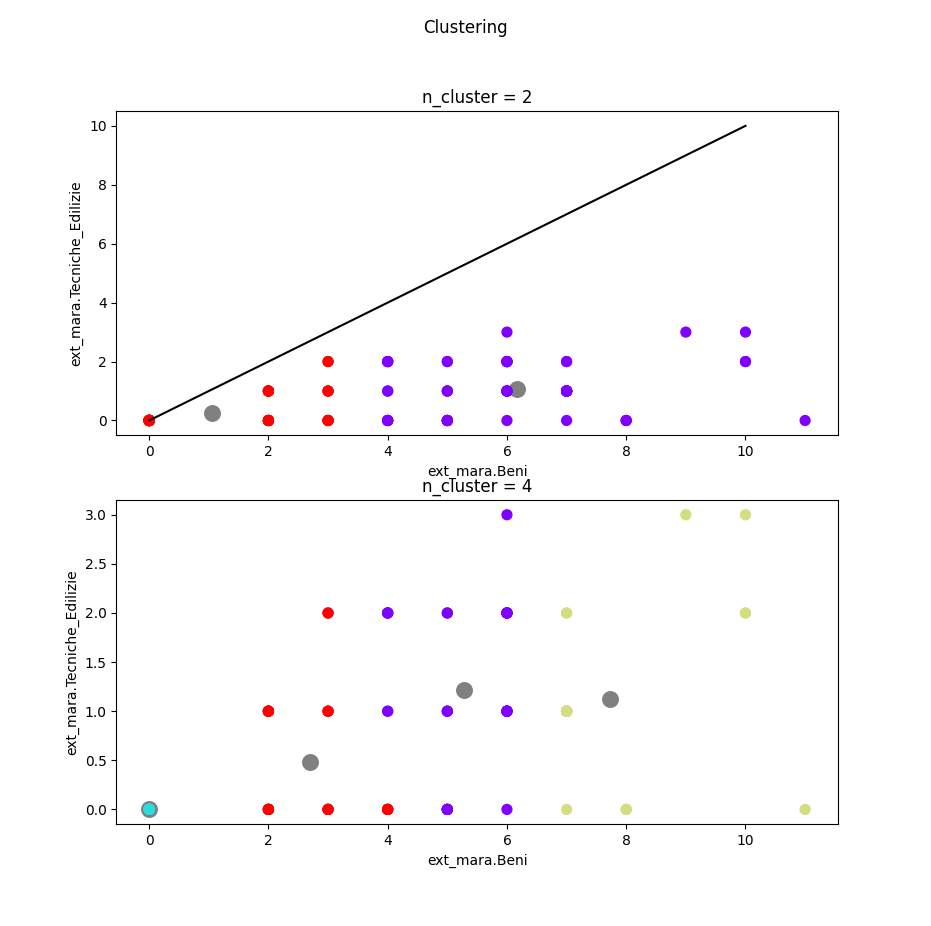 Clustering
n_cluster = 2
10
8
6
4
2
0
ext_mara.Tecniche_Edilizie
0 2 4 6 8 10
ext_mara.Beni
n_cluster = 4
3.0
2.5
2.0
1.5
1.0
0.5
0.0
ext_mara.Tecniche_Edilizie
0 2 4 6 8 10
ext_mara.Beni